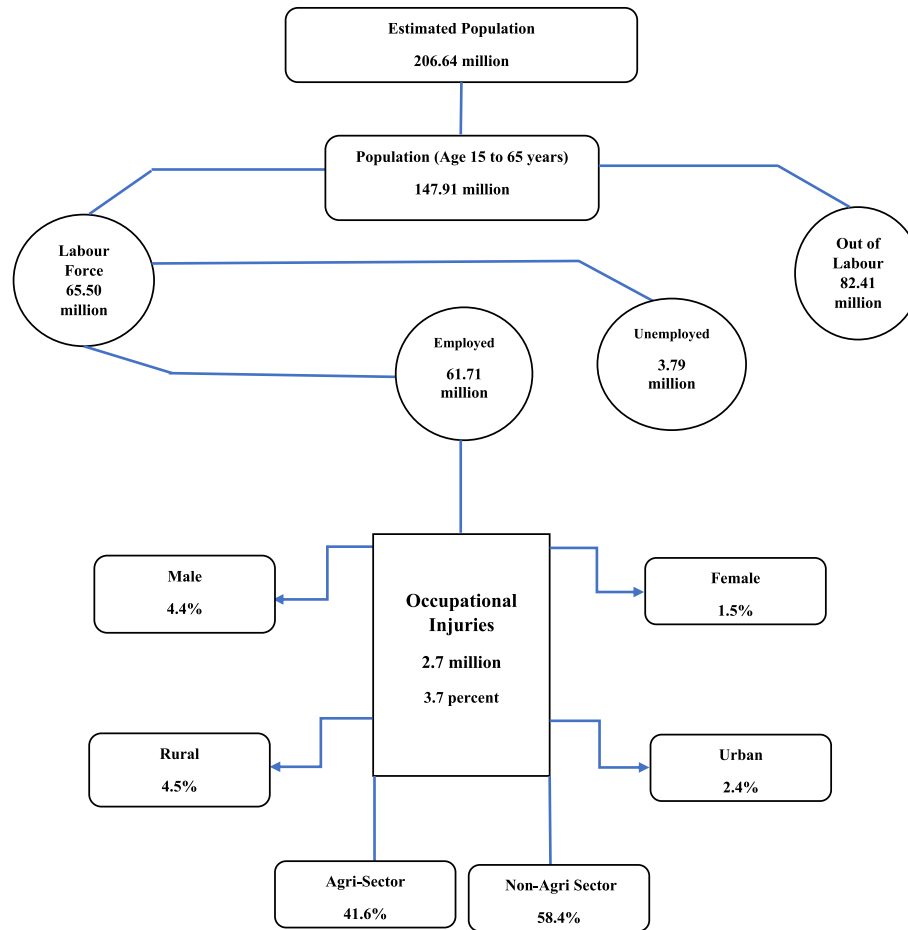 Estimated Population
206.64 million
Population (Age 15 to 65 years)
147.91 million
Labour
Force
65.50
million
Out of
Labour
82.41
million
Employed
61.71
million
Unemployed
3.79
million
Male
4.4%
Occupational
Injuries
2.7 million
3.7 percent
Female
1.5%
Rural
4.5%
Urban
2.4%
Agri-Sector
41.6%
Non-Agri Sector
58.4%